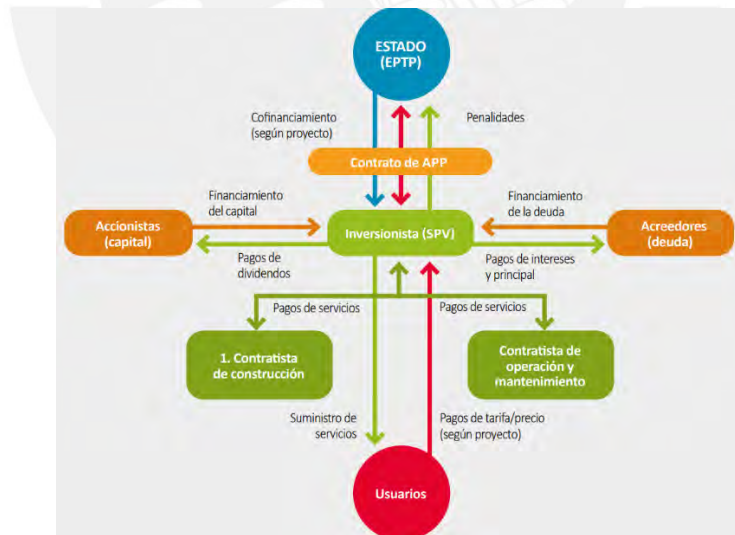 ESTADO
(EPTP)
Cofinanciamiento
(según proyecto)
Penalidades
Contrato de APP
Financiamiento
del capital
Financiamiento
de la deuda
Accionistas
(capital)
Inversionista (SPV)
Acreedores
(deuda)
Pagos de
dividendos
Pagos de intereses
y principal
Pagos de servicios
Pagos de servicios
1. Contratista
de construcción
Contratista de
operación y
mantenimiento
Suministro de
servicios
Pagos de tarifa/precio
(según proyecto)
Usuarios